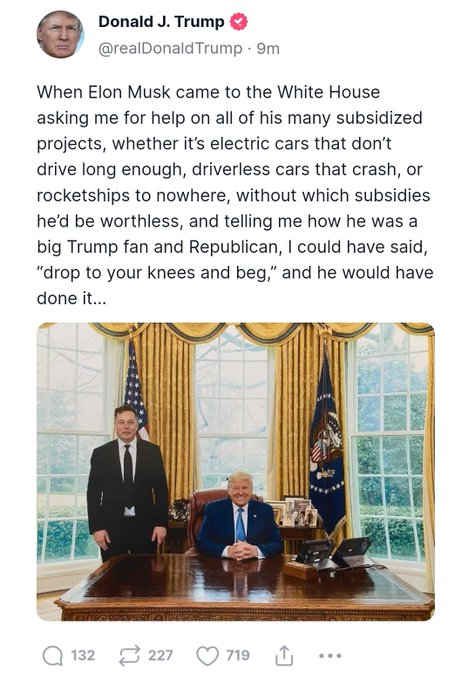 Donald J. Trump
@realDonaldTrump · 9m
When Elon Musk came to the White House
asking me for help on all of his many subsidized
projects, whether it’s electric cars that don’t
drive long enough, driverless cars that crash, or
rocketships to nowhere, without which subsidies
he’d be worthless, and telling me how he was a
big Trump fan and Republican, I could have said,
“drop to your knees and beg,” and he would have
done it...
132 227 719